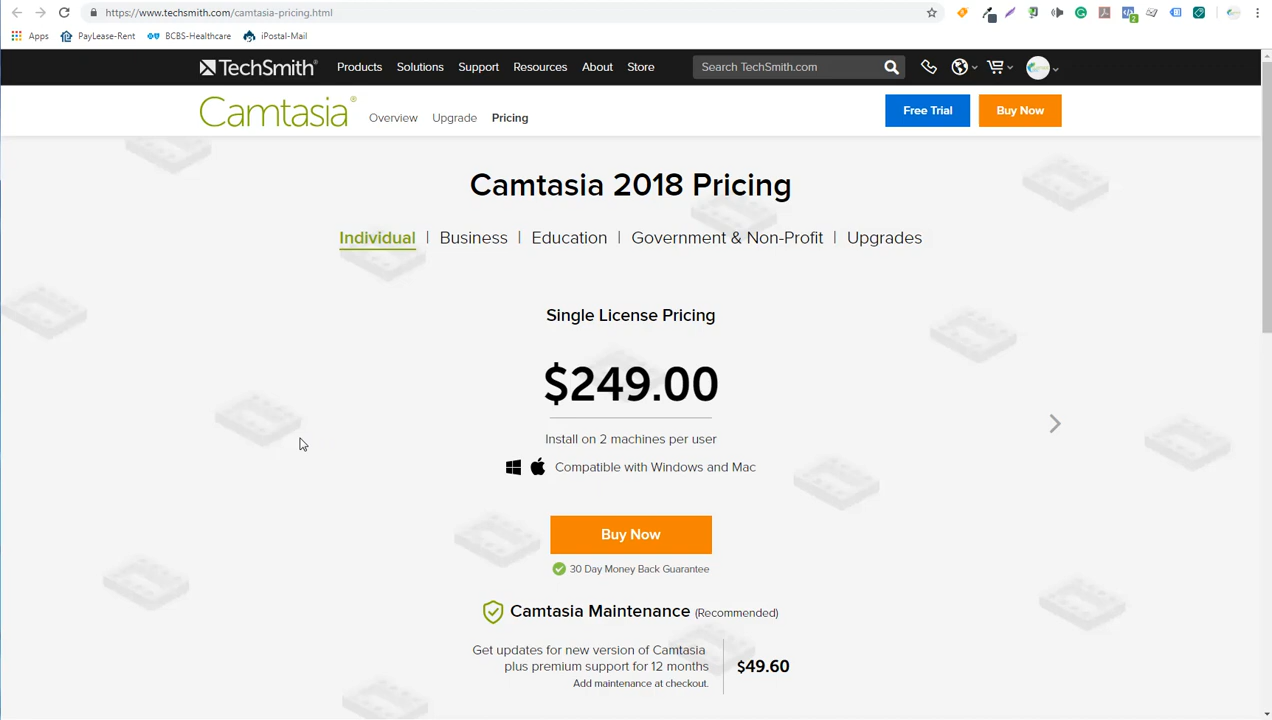 https://www.techsmith.com/camtasia-pricing.html
Apps PayLease-Rent BCBS-Healthcare iPostal-Mail
TechSmith® Products Solutions Support Resources About Store Search TechSmith.com
Camtasia® Overview Upgrade Pricing Free Trial Buy Now
Camtasia 2018 Pricing
Individual | Business | Education | Government & Non-Profit | Upgrades
Single License Pricing
$249.00
Install on 2 machines per user
Compatible with Windows and Mac
Buy Now
30 Day Money Back Guarantee
Camtasia Maintenance (Recommended)
Get updates for new version of Camtasia
plus premium support for 12 months
$49.60
Add maintenance at checkout.